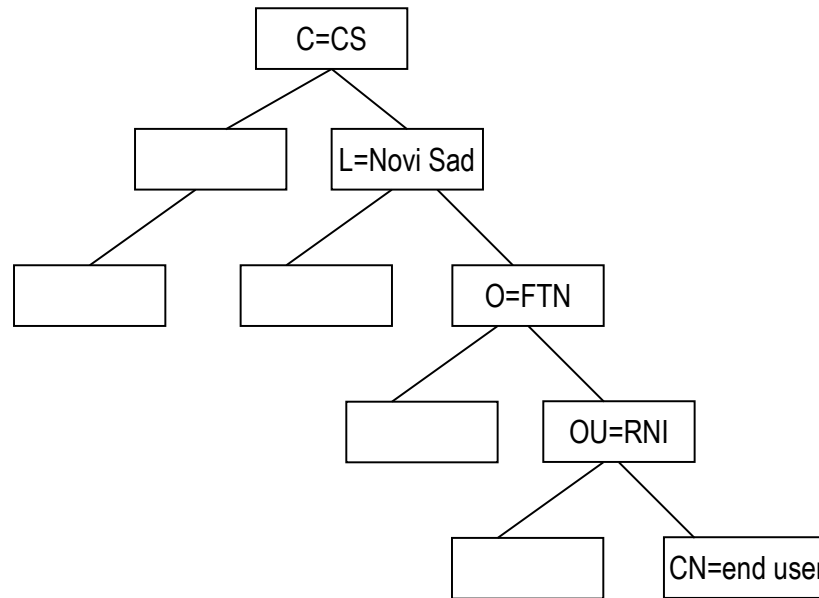 C=CS
L=Novi Sad
O=FTN
OU=RNI
CN=end user